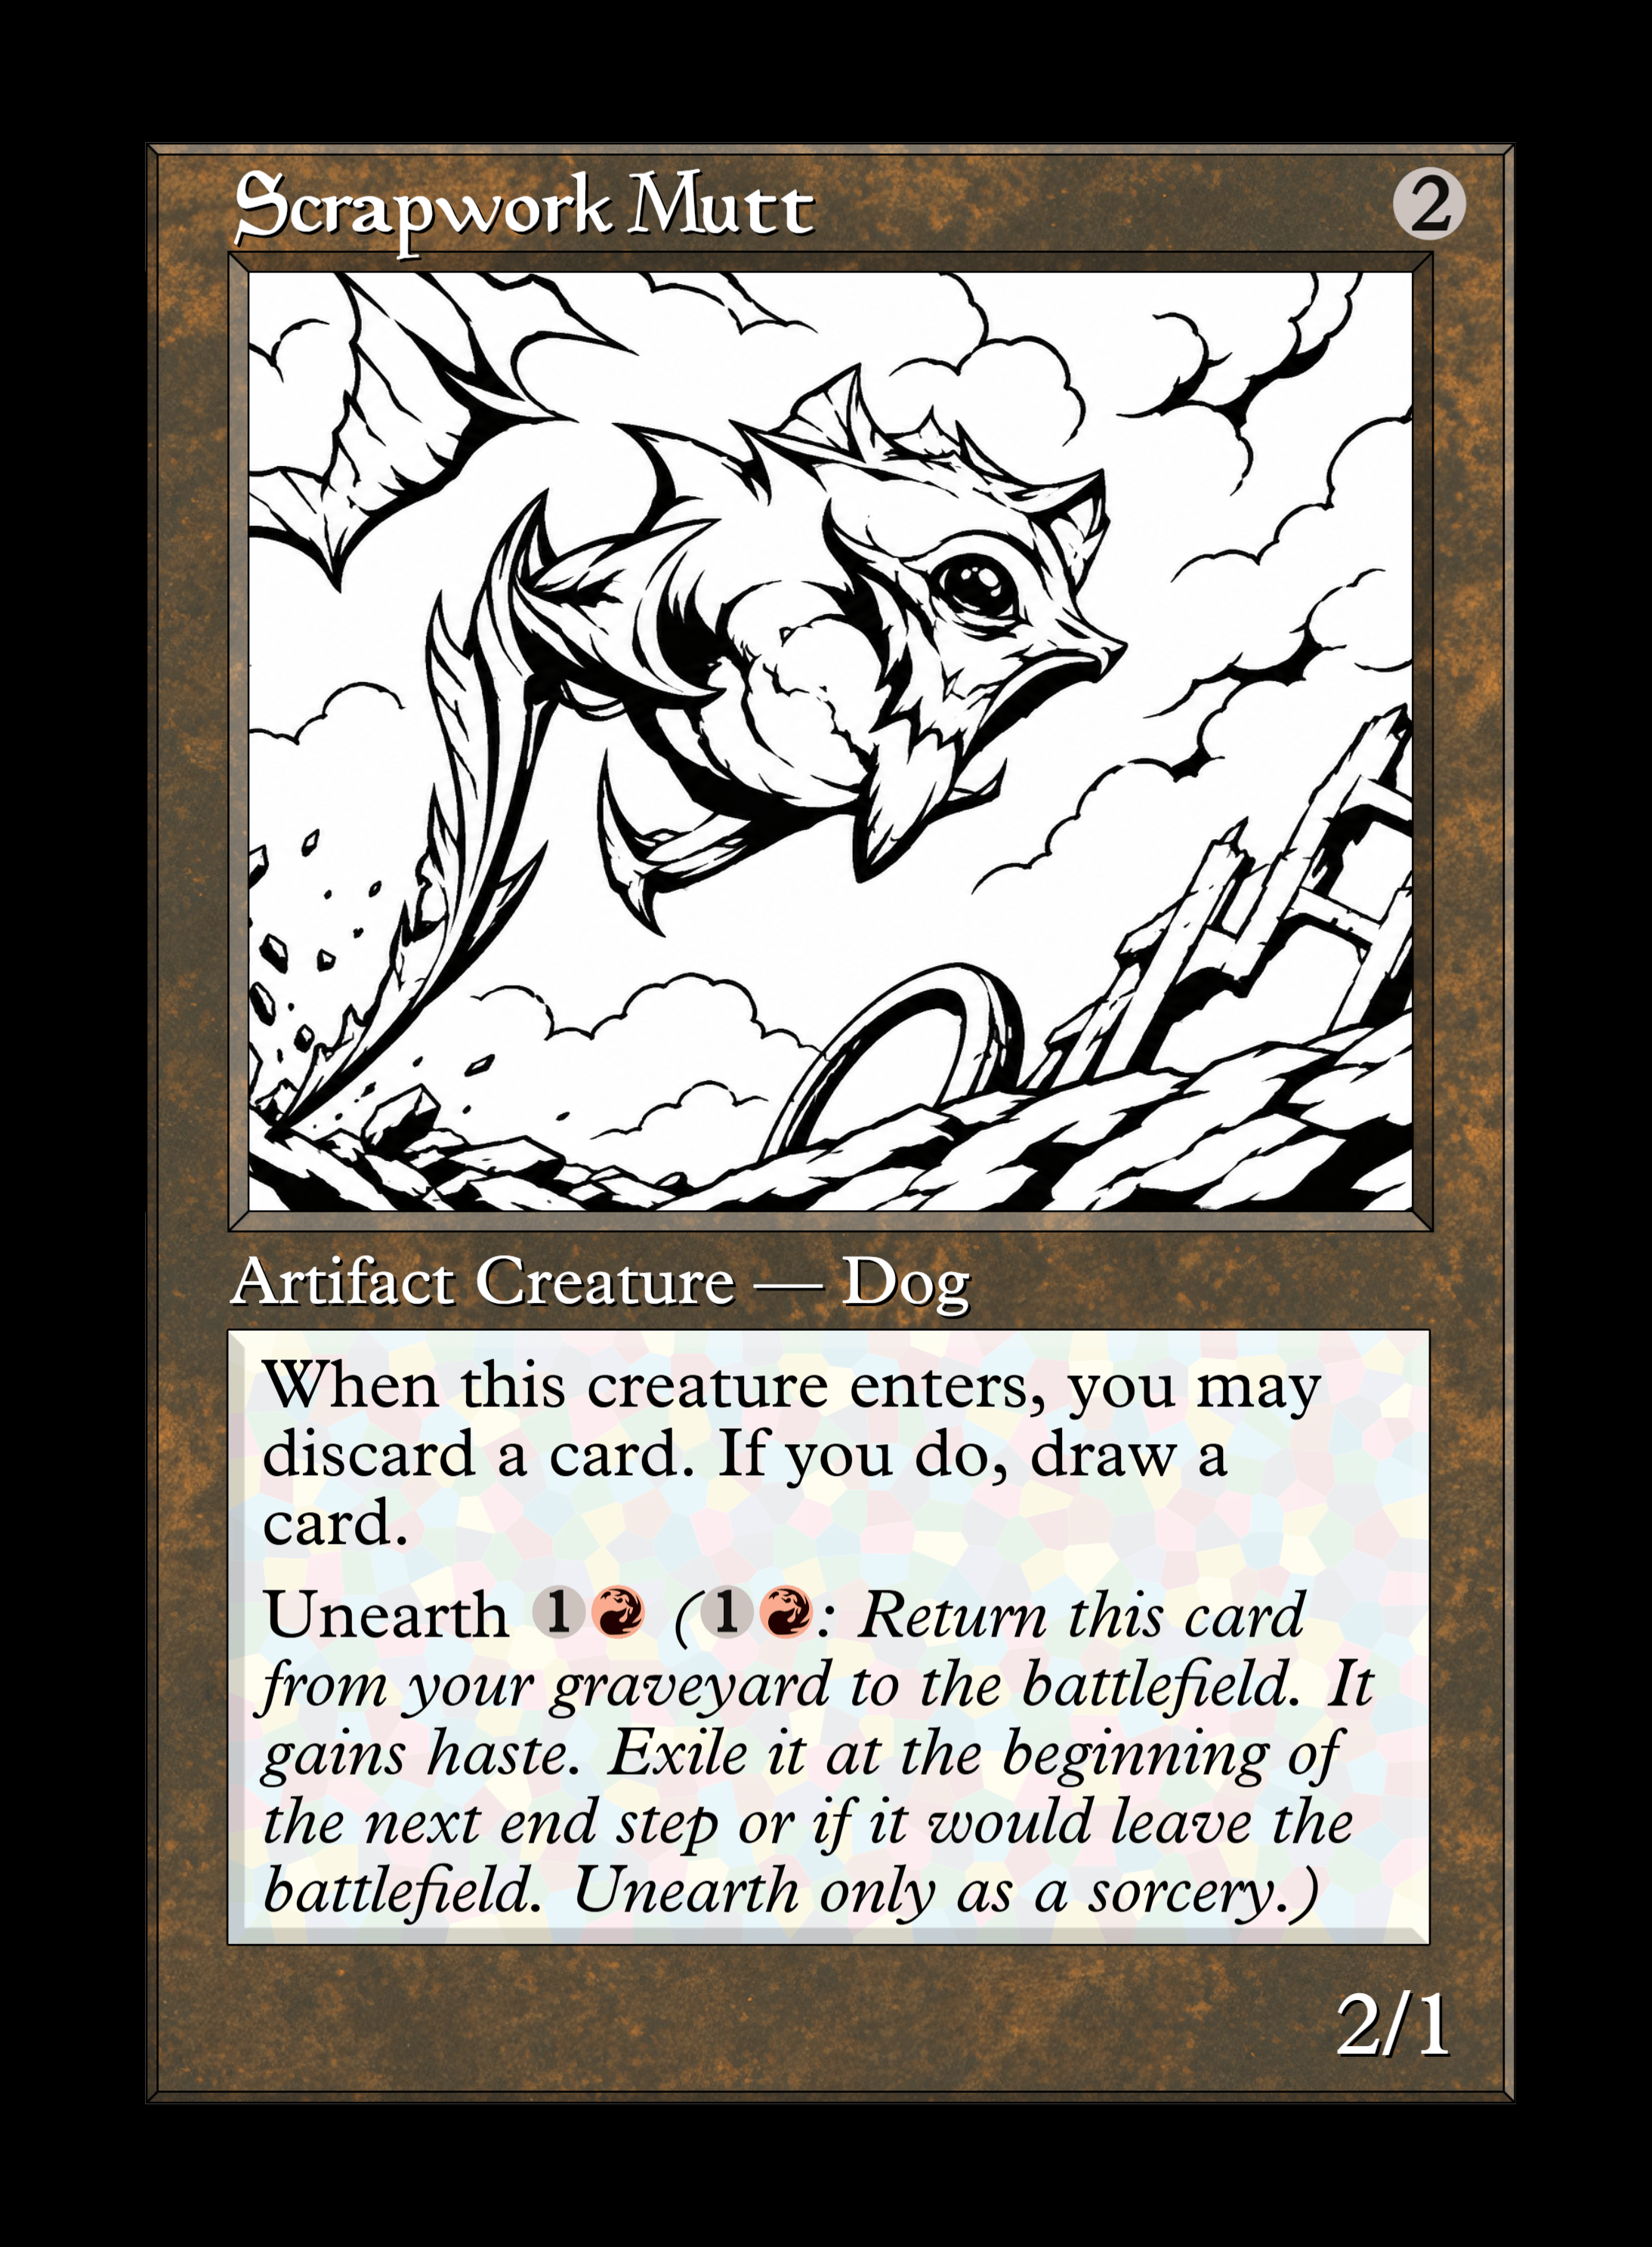 Scrapwork Mutt 2
Artifact Creature — Dog
When this creature enters, you may
discard a card. If you do, draw a
card.
Unearth 1 (1: Return this card
from your graveyard to the battlefield. It
gains haste. Exile it at the beginning of
the next end step or if it would leave the
battlefield. Unearth only as a sorcery.)
2/1